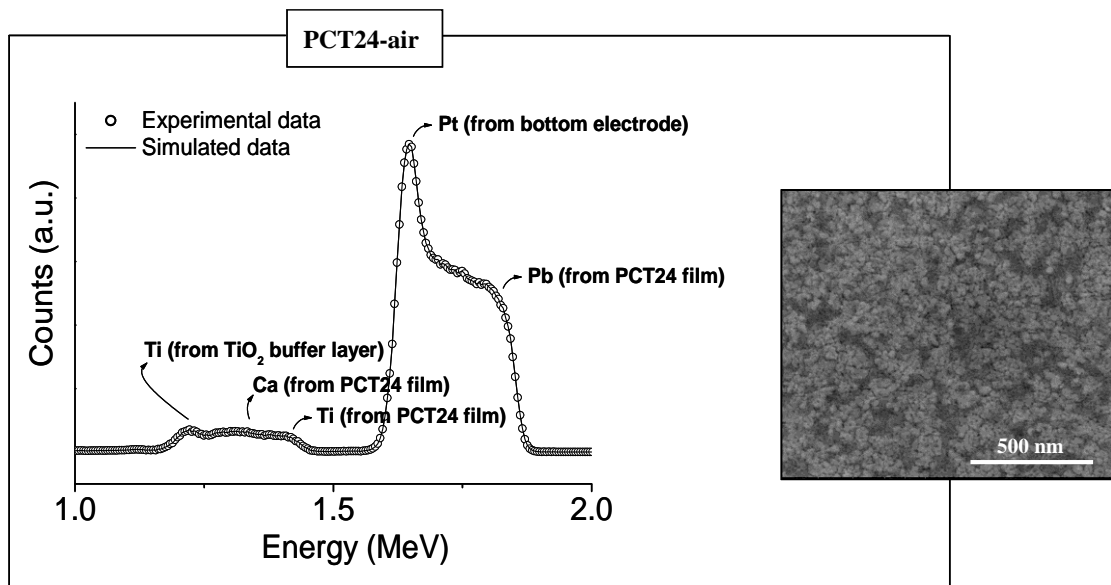 PCT24-air
Experimental data
Simulated data
Pt (from bottom electrode)
Pb (from PCT24 film)
Ti (from TiO₂ buffer layer)
Ca (from PCT24 film)
Ti (from PCT24 film)
Counts (a.u.)
1.0 1.5 2.0
Energy (MeV)
500 nm